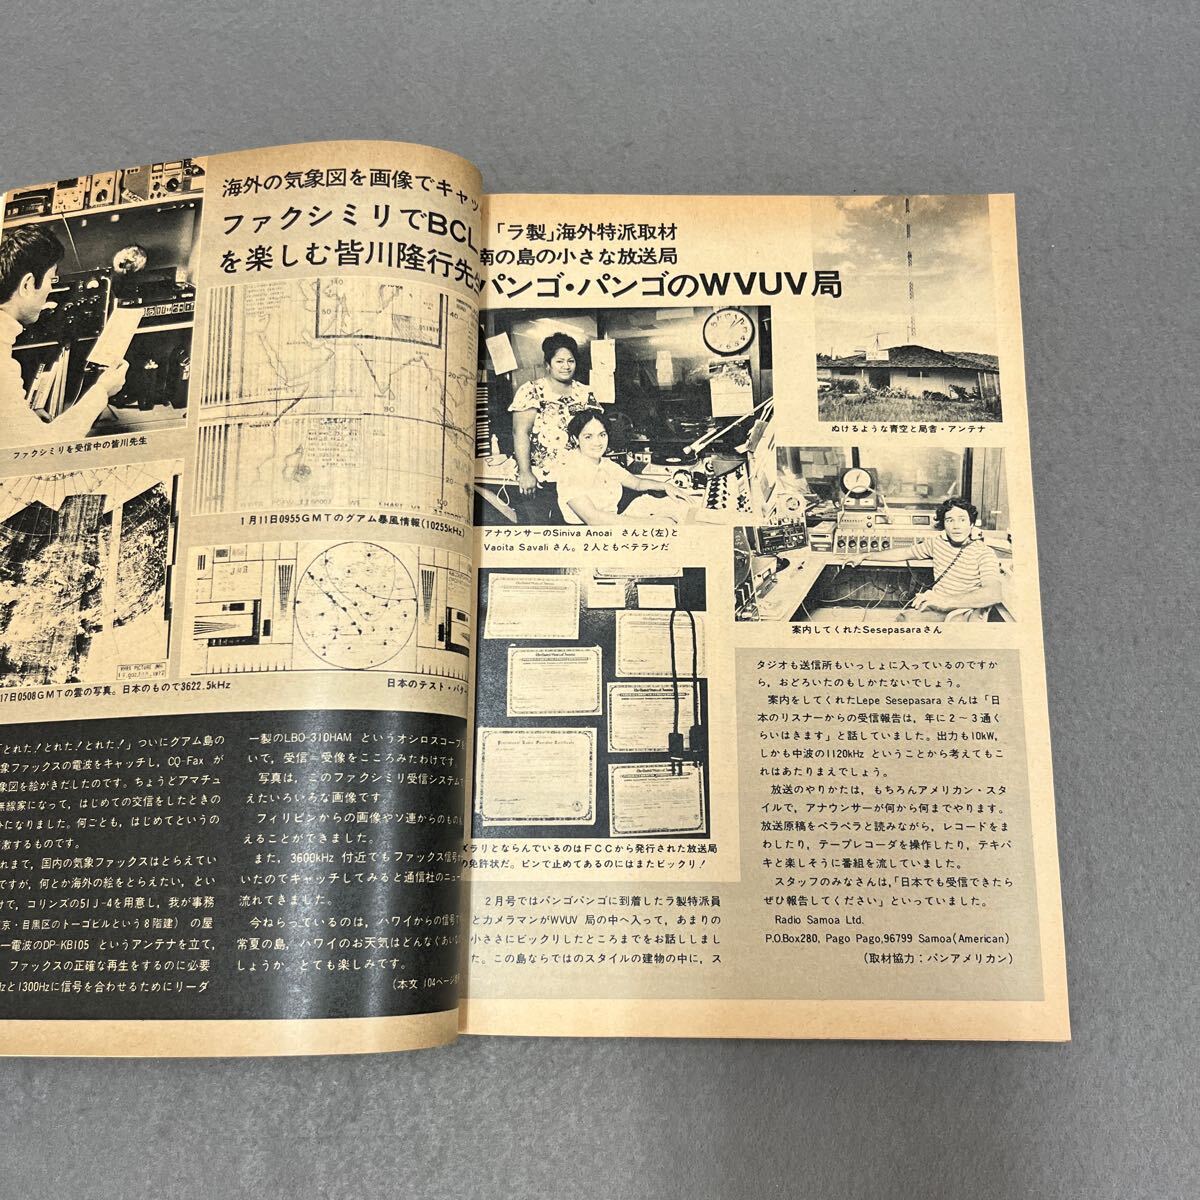 海外の気象図を画像でキャッ
ファクシミリでBCL
を楽しむ皆川隆行先生
ファクシミリを受信中の皆川先生
1月11日0955GMTのグアム暴風情報(10255kHz)
17日0508GMTの雲の写真。日本のもので3622.5kHz
日本のテスト・パター
「とれた!とれた!とれた!」ついにグアム島の
象ファックスの電波をキャッチし，CQ-Fax が
象図を絵がきだしたのです。ちょうどアマチュ
無線家になって，はじめての交信をしたときの
になりました。何ごとも，はじめてというの
激するものです。
れまで，国内の気象ファックスはとらえてい
ですが，何とか海外の絵をとらえたい，とい
けで，コリンズの51J-4を用意し，我が事務
京・目黒区のトーゴビルという8階建）の屋
一電波のDP-KB105 というアンテナを立て，
ファックスの正確な再生をするのに必要
Hzと1300Hzに信号を合わせるためにリーダ
一製のLBO-310HAM というオシロスコープを
いて，受信－受像をこころみたわけです
写真は，このファクシミリ受信システムで
えたいろいろな画像です。
フィリピンからの画像やソ連からのものも
えることができました。
また，3600kHz 付近でもファックス信号が
いたのでキャッチしてみると通信社のニュー
流れてきました。
今ねらっているのは，ハワイからの信号で
常夏の島，ハワイのお天気はどんなぐあいな
しょうか。とても楽しみです。
(本文 104ページ参
「ラ製」海外特派取材
南の島の小さな放送局
パンゴ・パンゴのWVUV局
ぬけるような青空と局舎・アンテナ
アナウンサーのSiniva Anoai さんと(左)と
Vaoita Savali さん。2人ともベテランだ
案内してくれたSesepasaraさん
ズラリとならんでいるのはFCCから発行された放送局
の免許状だ。ピンで止めてあるのにはまたビックリ！
2月号ではパンゴパンゴに到着したラ製特派員
とカメラマンがWVUV 局の中へ入って，あまりの
小ささにビックリしたところまでをお話ししまし
た。この島ならではのスタイルの建物の中に，ス
タジオも送信所もいっしょに入っているのですか
ら，おどろいたのもしかたないでしょう。
案内をしてくれたLepe Sesepasara さんは「日
本のリスナーからの受信報告は，年に2～3通く
らいはきます」と話していました。出力も10kW，
しかも中波の1120kHz ということから考えてもこ
れはあたりまえでしょう。
放送のやりかたは，もちろんアメリカン・スタ
イルで，アナウンサーが何から何までやります。
放送原稿をペラペラと読みながら，レコードをま
わしたり，テープレコーダを操作したり，テキパ
キと楽しそうに番組を流していました。
スタッフのみなさんは，「日本でも受信できたら
ぜひ報告してください」といっていました。
Radio Samoa Ltd.
P.O.Box280, Pago Pago,96799 Samoa(American)
(取材協力：パンアメリカン)